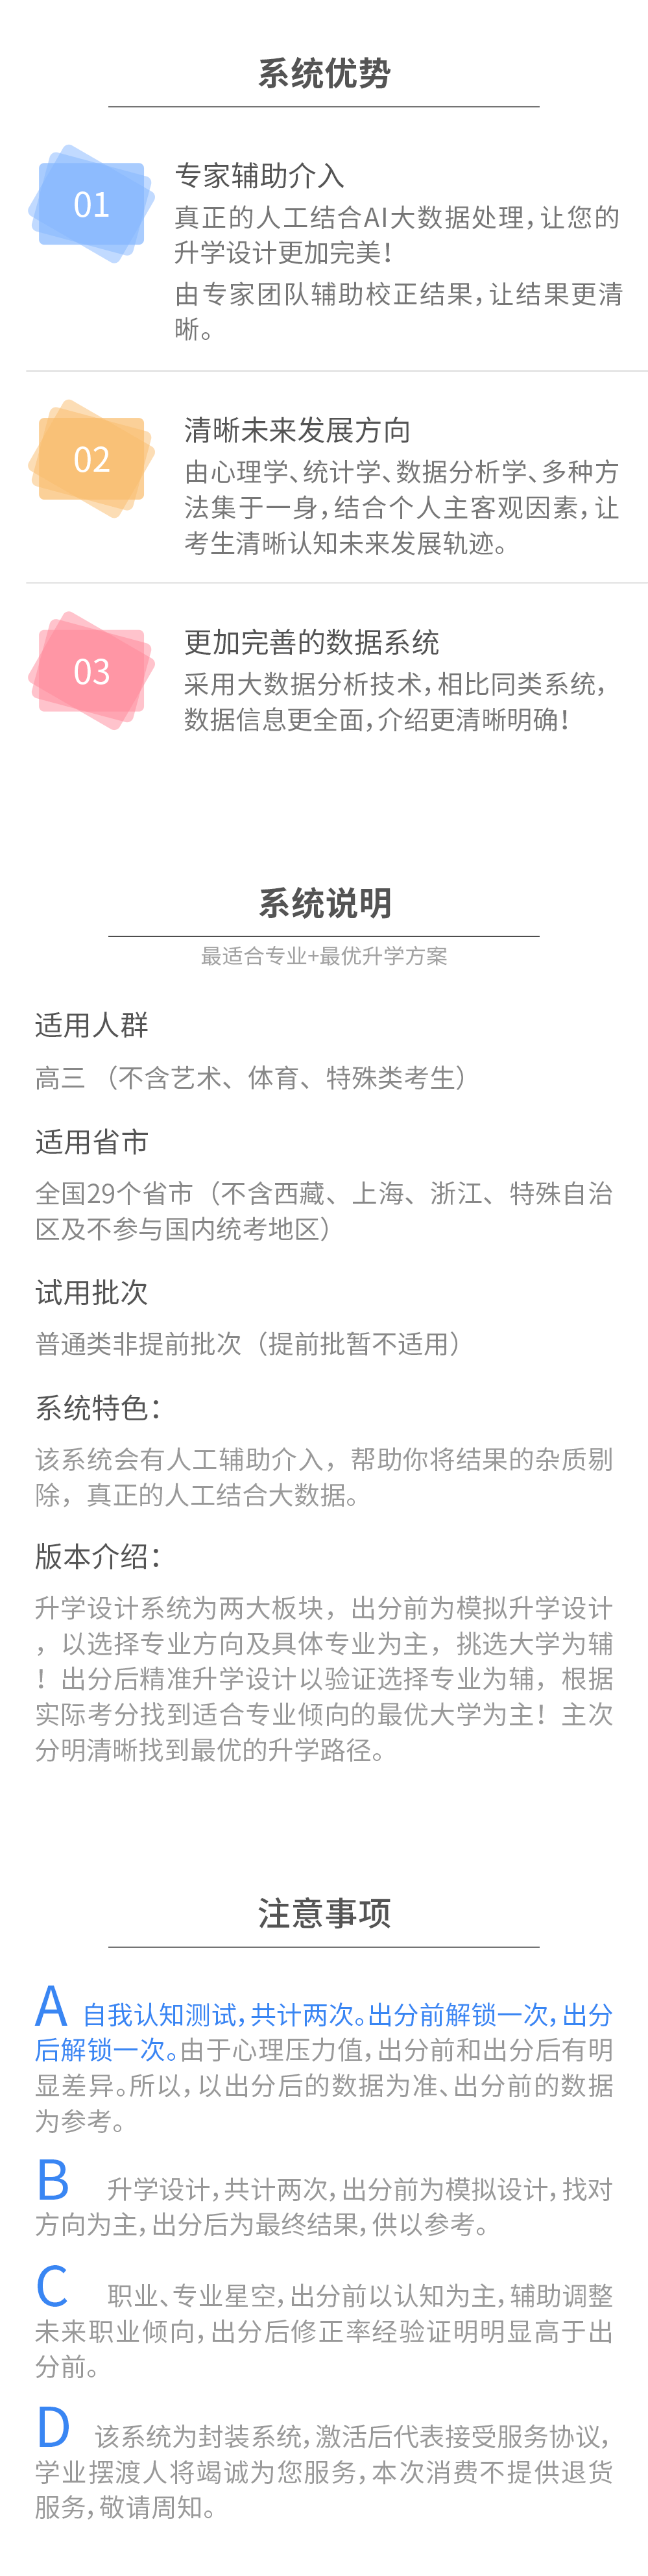 系统优势
01
专家辅助介入
真正的人工结合AI大数据处理，让您的
升学设计更加完美！
由专家团队辅助校正结果，让结果更清
晰。
02
清晰未来发展方向
由心理学、统计学、数据分析学、多种方
法集于一身，结合个人主客观因素，让
考生清晰认知未来发展轨迹。
03
更加完善的数据系统
采用大数据分析技术，相比同类系统，
数据信息更全面，介绍更清晰明确！
系统说明
最适合专业+最优升学方案
适用人群
高三 （不含艺术、体育、特殊类考生）
适用省市
全国29个省市（不含西藏、上海、浙江、特殊自治
区及不参与国内统考地区）
试用批次
普通类非提前批次（提前批暂不适用）
系统特色：
该系统会有人工辅助介入，帮助你将结果的杂质剔
除，真正的人工结合大数据。
版本介绍：
升学设计系统为两大板块，出分前为模拟升学设计
，以选择专业方向及具体专业为主，挑选大学为辅
！出分后精准升学设计以验证选择专业为辅，根据
实际考分找到适合专业倾向的最优大学为主！主次
分明清晰找到最优的升学路径。
注意事项
A 自我认知测试，共计两次。出分前解锁一次，出分
后解锁一次。由于心理压力值，出分前和出分后有明
显差异。所以，以出分后的数据为准、出分前的数据
为参考。
B 升学设计，共计两次，出分前为模拟设计，找对
方向为主，出分后为最终结果，供以参考。
C 职业、专业星空，出分前以认知为主，辅助调整
未来职业倾向，出分后修正率经验证明明显高于出
分前。
D 该系统为封装系统，激活后代表接受服务协议，
学业摆渡人将竭诚为您服务，本次消费不提供退货
服务，敬请周知。